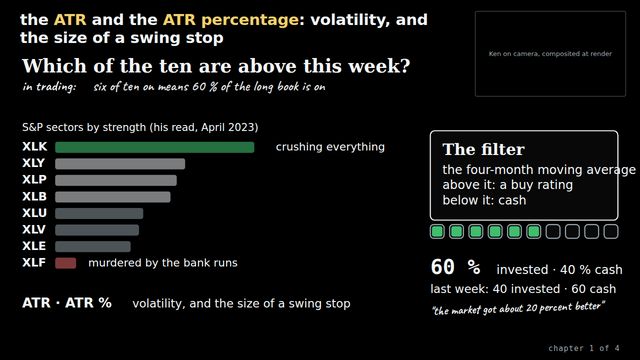 the ATR and the ATR percentage: volatility, and
the size of a swing stop
Ken on camera, composited at render
Which of the ten are above this week?
in trading: six of ten on means 60 % of the long book is on
S&P sectors by strength (his read, April 2023)
XLK crushing everything
XLY
XLP
XLB
XLU
XLV
XLE
XLF murdered by the bank runs
ATR · ATR % volatility, and the size of a swing stop
The filter
the four-month moving average
above it: a buy rating
below it: cash
60 % invested · 40 % cash
last week: 40 invested · 60 cash
"the market got about 20 percent better"
chapter 1 of 4